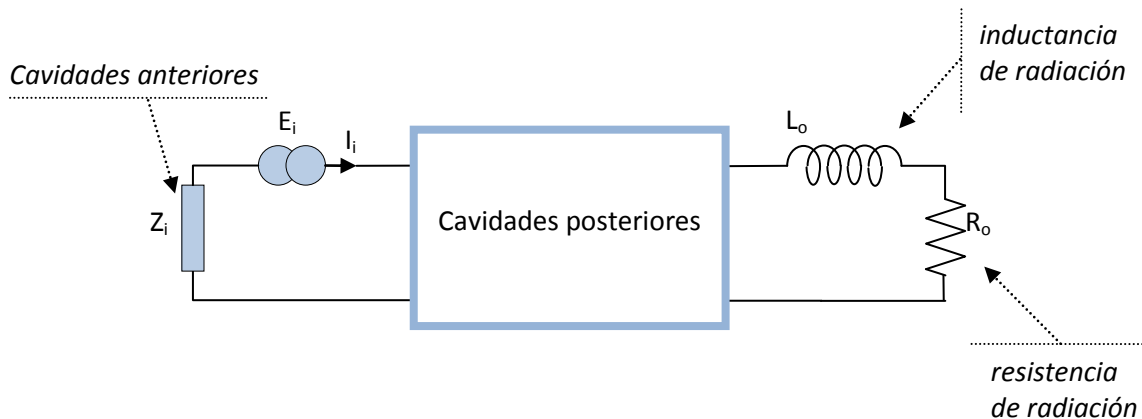 inductancia
de radiación
Cavidades anteriores
Eᵢ
Iᵢ
Lₒ
Zᵢ
Cavidades posteriores
Rₒ
resistencia
de radiación